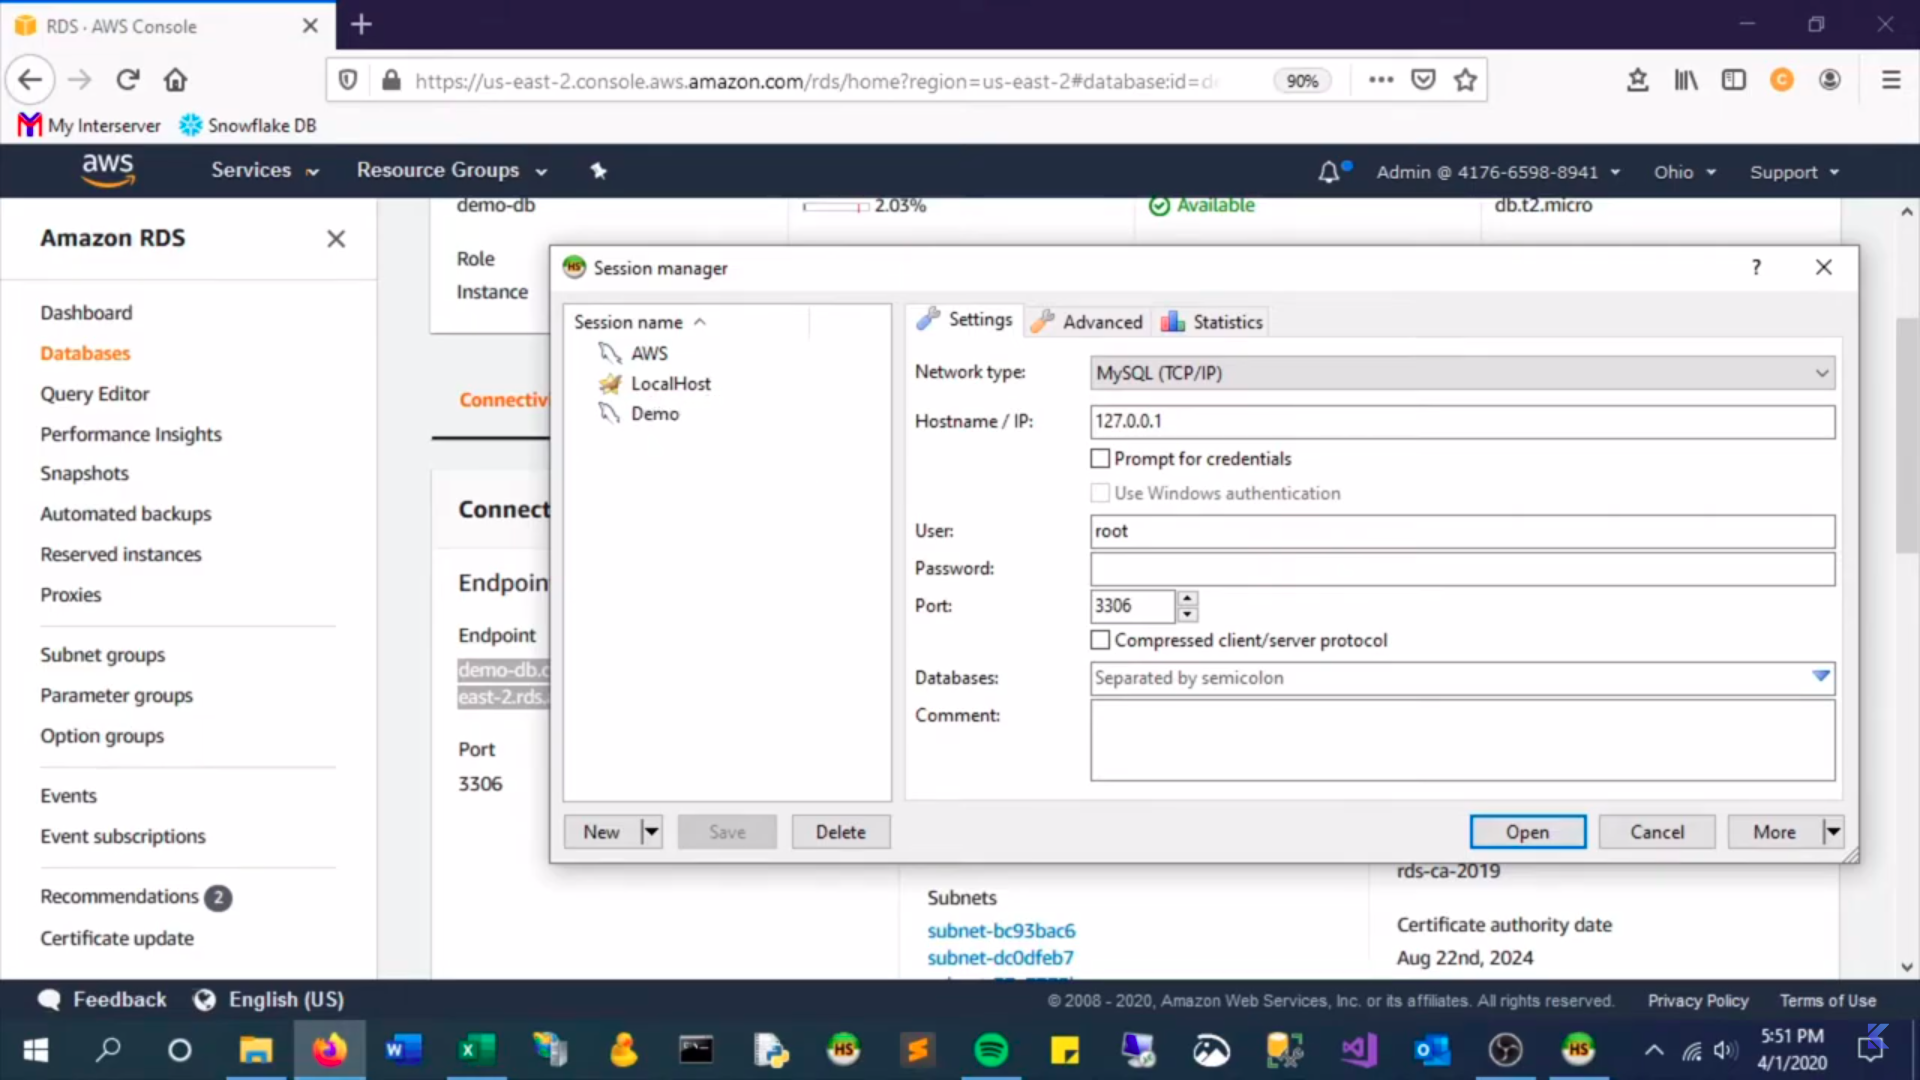 RDS · AWS Console
https://us-east-2.console.aws.amazon.com/rds/home?region=us-east-2#database:id=de
90%
My Interserver
Snowflake DB
aws
Services
Resource Groups
Admin @ 4176-6598-8941
Ohio
Support
Amazon RDS
Dashboard
Databases
Query Editor
Performance Insights
Snapshots
Automated backups
Reserved instances
Proxies
Subnet groups
Parameter groups
Option groups
Events
Event subscriptions
Recommendations 2
Certificate update
demo-db
2.03%
Available
db.t2.micro
Role
Instance
Connectiv
Connect
Endpoin
Endpoint
demo-db.c
east-2.rds.
Port
3306
HS
Session manager
?
Session name
AWS
LocalHost
Demo
Settings
Advanced
Statistics
Network type:
MySQL (TCP/IP)
Hostname / IP:
127.0.0.1
Prompt for credentials
Use Windows authentication
User:
root
Password:
Port:
3306
Compressed client/server protocol
Databases:
Separated by semicolon
Comment:
New
Save
Delete
Open
Cancel
More
rds-ca-2019
Subnets
subnet-bc93bac6
subnet-dc0dfeb7
Certificate authority date
Aug 22nd, 2024
Feedback
English (US)
© 2008 - 2020, Amazon Web Services, Inc. or its affiliates. All rights reserved.
Privacy Policy
Terms of Use
5:51 PM
4/1/2020